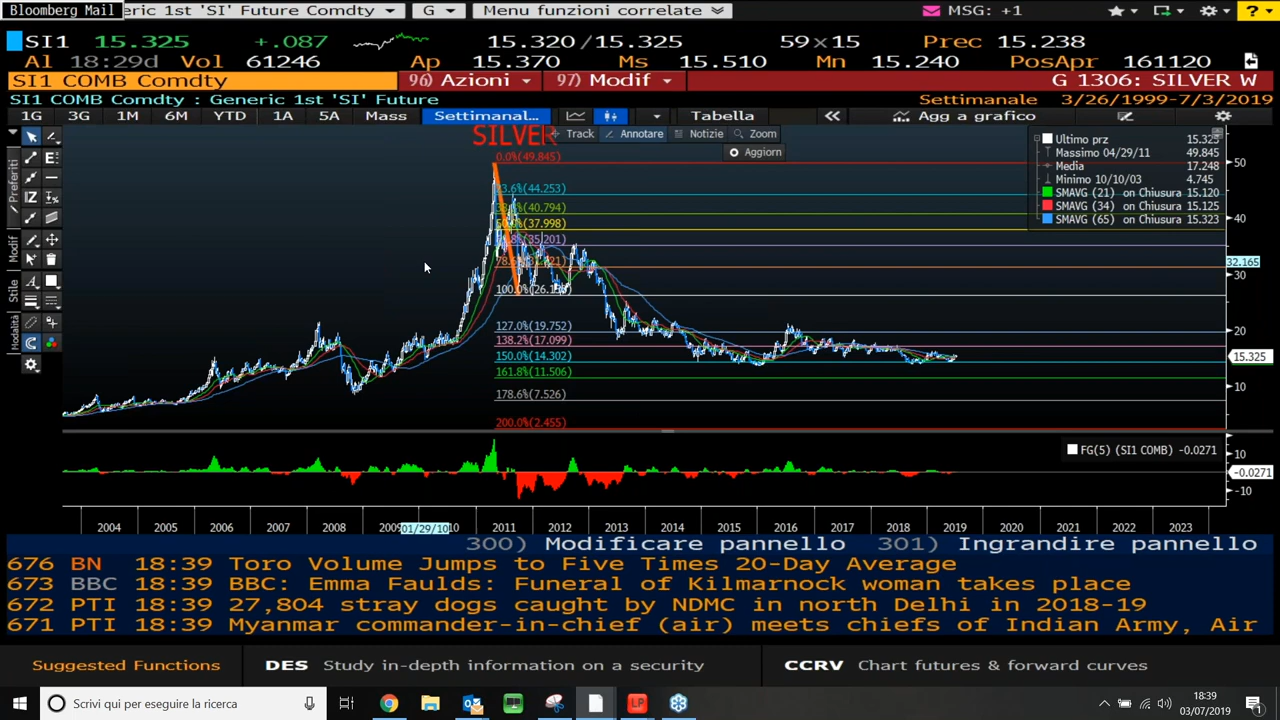 Bloomberg Mail eric 1st 'SI' Future Comdty G Menu funzioni correlate MSG: +1 ?
SI1 15.325 +.087 15.320/15.325 59x15 Prec 15.238
Al 18:29d Vol 61246 Ap 15.370 Ms 15.510 Mn 15.240 PosApr 161120
SI1 COMB Comdty 96) Azioni 97) Modif G 1306: SILVER W
SI1 COMB Comdty : Generic 1st 'SI' Future Settimanale 3/26/1999-7/3/2019
1G 3G 1M 6M YTD 1A 5A Mass Settimanal... Tabella Agg a grafico
SILVER Track Annotare Notizie Zoom
Aggiorn
Preferiti
Modif
Stile
Modalità
Ultimo prz 15.325
Massimo 04/29/11 49.845
Media 17.248
Minimo 10/10/03 4.745
SMAVG (21) on Chiusura 15.120
SMAVG (34) on Chiusura 15.125
SMAVG (65) on Chiusura 15.323
0.0%(49.845)
23.6%(44.253)
(40.794)
(37.998)
(35.201)
100.0%(26.1
127.0%(19.752)
138.2%(17.099)
150.0%(14.302)
161.8%(11.506)
178.6%(7.526)
200.0%(2.455)
50
40
32.165
30
20
15.325
10
FG(5) (SI1 COMB) -0.0271
10
-0.0271
-10
2004 2005 2006 2007 2008 2009 01/29/10 10 2011 2012 2013 2014 2015 2016 2017 2018 2019 2020 2021 2022 2023
300) Modificare pannello 301) Ingrandire pannello
676 BN 18:39 Toro Volume Jumps to Five Times 20-Day Average
673 BBC 18:39 BBC: Emma Faulds: Funeral of Kilmarnock woman takes place
672 PTI 18:39 27,804 stray dogs caught by NDMC in north Delhi in 2018-19
671 PTI 18:39 Myanmar commander-in-chief (air) meets chiefs of Indian Army, Air
Suggested Functions DES Study in-depth information on a security CCRV Chart futures & forward curves
Scrivi qui per eseguire la ricerca LP 18:39
03/07/2019